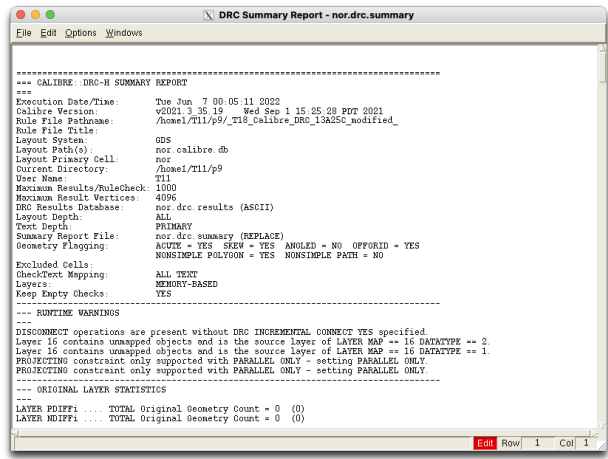 DRC Summary Report - nor.drc.summary
File Edit Options Windows
==================================================================================
=== CALIBRE::DRC-H SUMMARY REPORT
===
Execution Date/Time: Tue Jun 7 00:05:11 2022
Calibre Version: v2021.3_35.19 Wed Sep 1 15:25:28 PDT 2021
Rule File Pathname: /home1/T11/p9/_T18_Calibre_DRC_13A25C_modified_
Rule File Title:
Layout System: GDS
Layout Path(s): nor.calibre.db
Layout Primary Cell: nor
Current Directory: /home1/T11/p9
User Name: T11
Maximum Results/RuleCheck: 1000
Maximum Result Vertices: 4096
DRC Results Database: nor.drc.results (ASCII)
Layout Depth: ALL
Text Depth: PRIMARY
Summary Report File: nor.drc.summary (REPLACE)
Geometry Flagging: ACUTE = YES SKEW = YES ANGLED = NO OFFGRID = YES
NONSIMPLE POLYGON = YES NONSIMPLE PATH = NO
Excluded Cells:
CheckText Mapping: ALL TEXT
Layers: MEMORY-BASED
Keep Empty Checks: YES
----------------------------------------------------------------------------------
--- RUNTIME WARNINGS
---
DISCONNECT operations are present without DRC INCREMENTAL CONNECT YES specified.
Layer 16 contains unmapped objects and is the source layer of LAYER MAP == 16 DATATYPE == 2.
Layer 16 contains unmapped objects and is the source layer of LAYER MAP == 16 DATATYPE == 1.
PROJECTING constraint only supported with PARALLEL ONLY - setting PARALLEL ONLY.
PROJECTING constraint only supported with PARALLEL ONLY - setting PARALLEL ONLY.
----------------------------------------------------------------------------------
--- ORIGINAL LAYER STATISTICS
---
LAYER PDIFFi .... TOTAL Original Geometry Count = 0 (0)
LAYER NDIFFi .... TOTAL Original Geometry Count = 0 (0)
Edit Row 1 Col 1